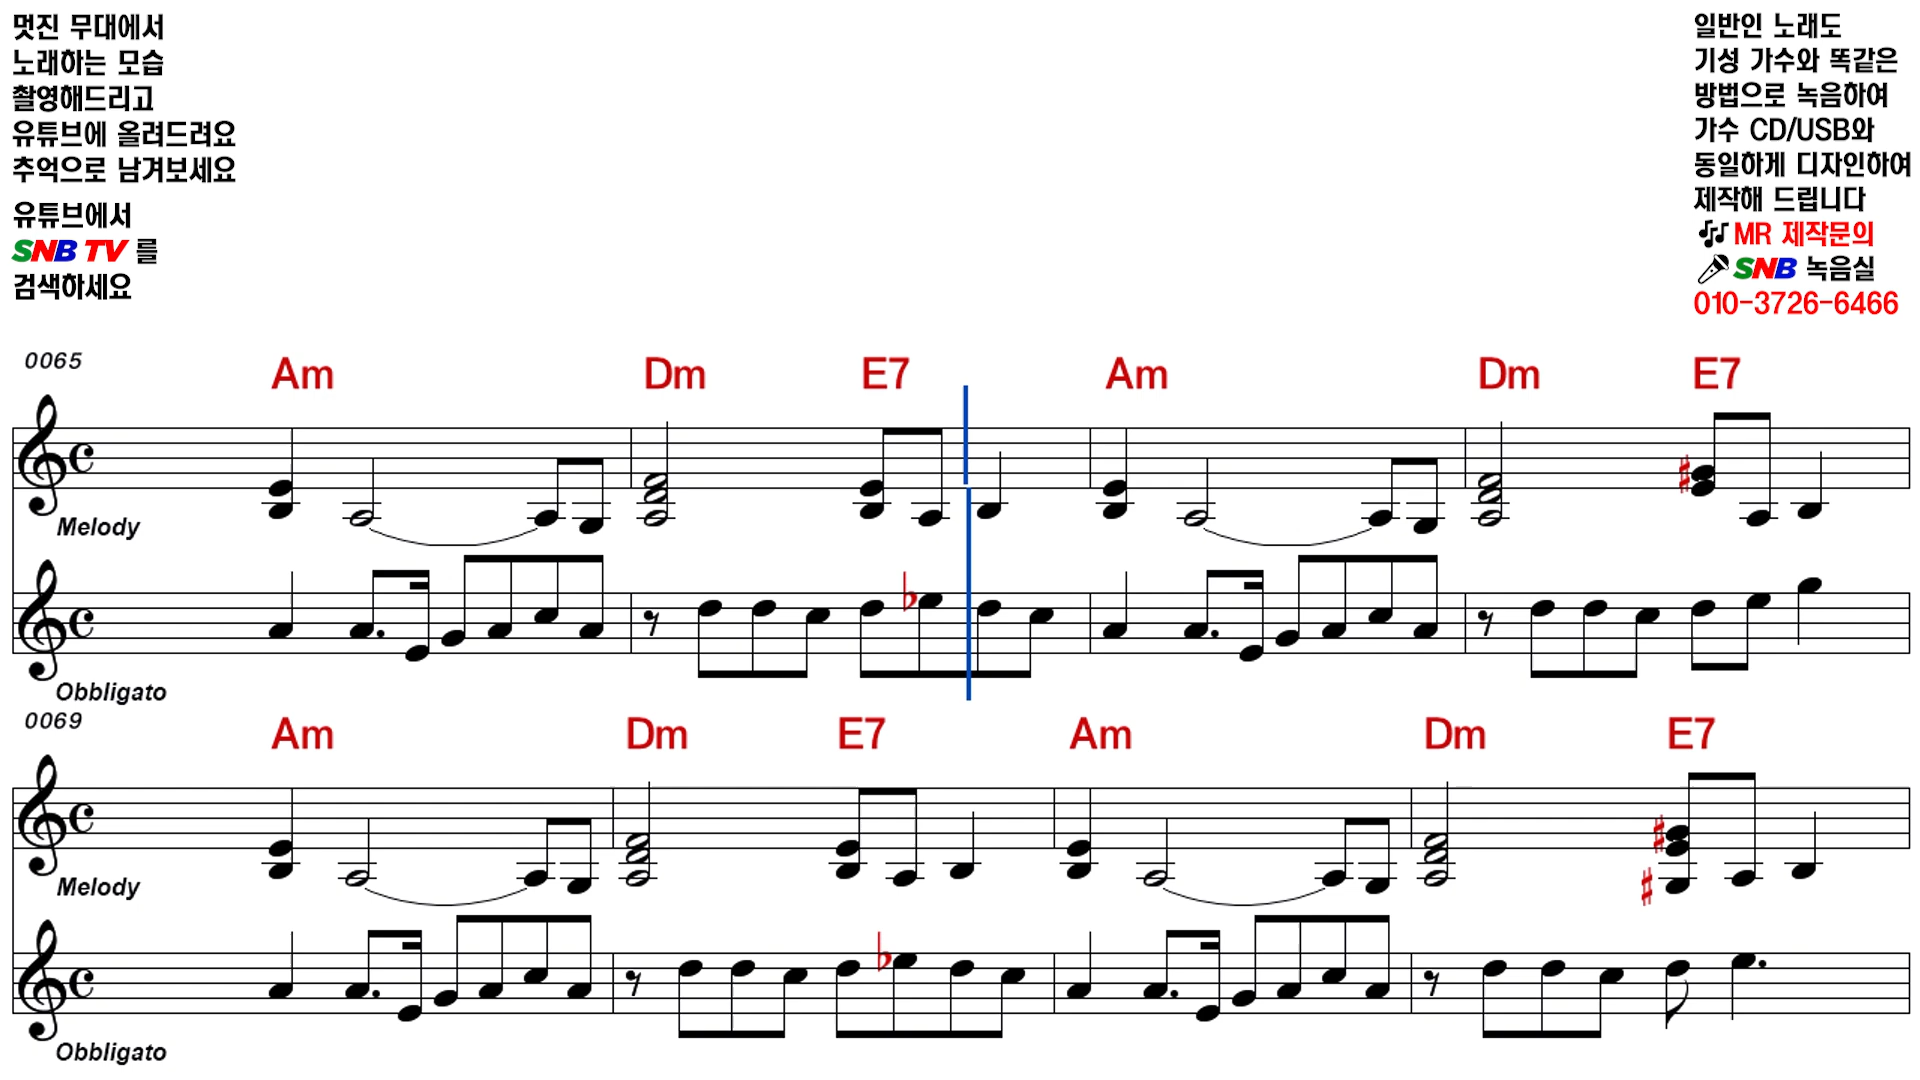 멋진 무대에서
노래하는 모습
촬영해드리고
유튜브에 올려드려요
추억으로 남겨보세요
유튜브에서
SNB TV 를
검색하세요
일반인 노래도
기성 가수와 똑같은
방법으로 녹음하여
가수 CD/USB와
동일하게 디자인하여
제작해 드립니다
MR 제작문의
SNB 녹음실
010-3726-6466
0065
Am Dm E7 Am Dm E7
Melody
Obbligato
0069
Am Dm E7 Am Dm E7
Melody
Obbligato